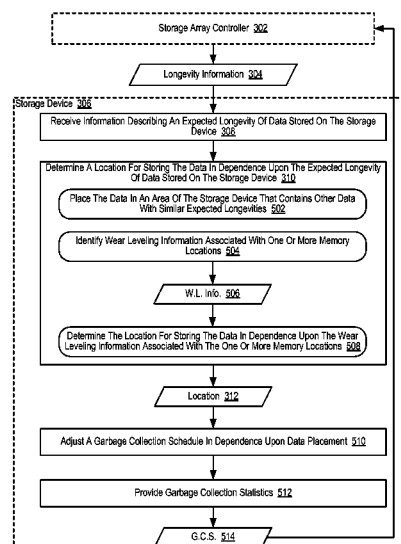 Storage Array Controller 302
Longevity Information 304
Storage Device 306
Receive Information Describing An Expected Longevity Of Data Stored On The Storage
Device 308
Determine A Location For Storing The Data In Dependence Upon The Expected Longevity
Of Data Stored On The Storage Device 310
Place The Data In An Area Of The Storage Device That Contains Other Data
With Similar Expected Longevities 502
Identify Wear Leveling Information Associated With One Or More Memory
Locations 504
W.L. Info. 506
Determine The Location For Storing The Data In Dependence Upon The Wear
Leveling Information Associated With The One Or More Memory Locations 508
Location 312
Adjust A Garbage Collection Schedule In Dependence Upon Data Placement 510
Provide Garbage Collection Statistics 512
G.C.S. 514